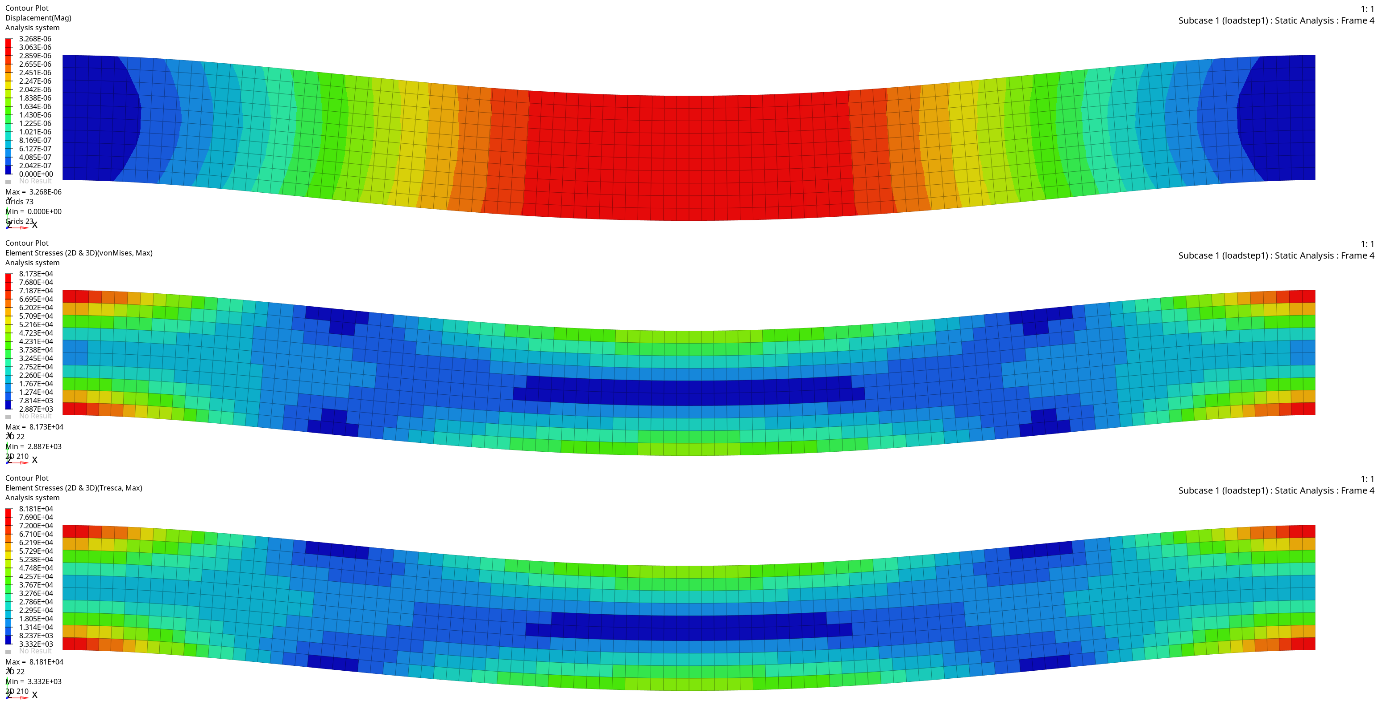 Contour Plot
Displacement(Mag)
Analysis system
1: 1
Subcase 1 (loadstep1) : Static Analysis : Frame 4
3.268E-06
3.063E-06
2.859E-06
2.655E-06
2.451E-06
2.247E-06
2.042E-06
1.838E-06
1.634E-06
1.430E-06
1.225E-06
1.021E-06
8.169E-07
6.127E-07
4.085E-07
2.042E-07
0.000E+00
No Result
Max = 3.268E-06
Grids 73
Min = 0.000E+00
Grids 23
Z X
Contour Plot
Element Stresses (2D & 3D)(vonMises, Max)
Analysis system
1: 1
Subcase 1 (loadstep1) : Static Analysis : Frame 4
8.173E+04
7.680E+04
7.187E+04
6.695E+04
6.202E+04
5.709E+04
5.216E+04
4.723E+04
4.231E+04
3.738E+04
3.245E+04
2.752E+04
2.260E+04
1.767E+04
1.274E+04
7.814E+03
2.887E+03
No Result
Max = 8.173E+04
2D 22
Min = 2.887E+03
2D 210
Z X
Contour Plot
Element Stresses (2D & 3D)(Tresca, Max)
Analysis system
1: 1
Subcase 1 (loadstep1) : Static Analysis : Frame 4
8.181E+04
7.690E+04
7.200E+04
6.710E+04
6.219E+04
5.729E+04
5.238E+04
4.748E+04
4.257E+04
3.767E+04
3.276E+04
2.786E+04
2.295E+04
1.805E+04
1.314E+04
8.237E+03
3.332E+03
No Result
Max = 8.181E+04
2D 22
Min = 3.332E+03
2D 210
Z X